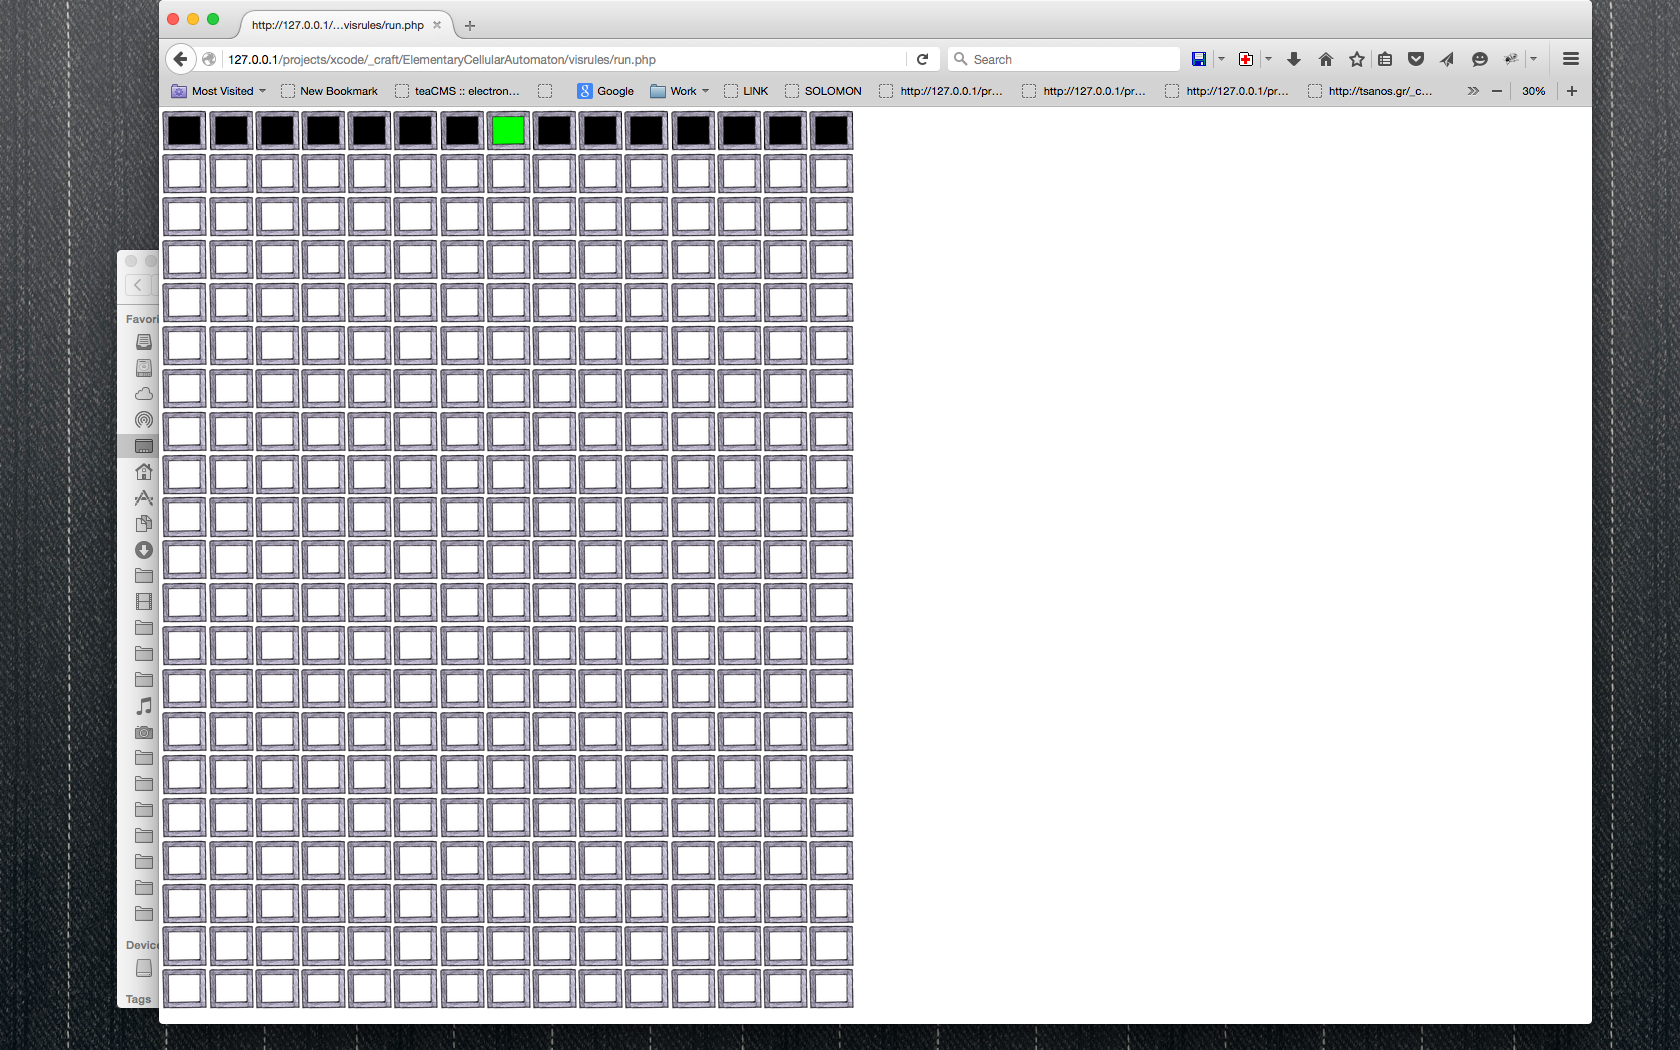 http://127.0.0.1/...visrules/run.php
127.0.0.1/projects/xcode/_craft/ElementaryCellularAutomaton/visrules/run.php
Search
Most Visited New Bookmark teaCMS :: electron... Google Work LINK SOLOMON http://127.0.0.1/pr... http://127.0.0.1/pr... http://127.0.0.1/pr... http://tsanos.gr/_c... 30%
Favori
Device
Tags